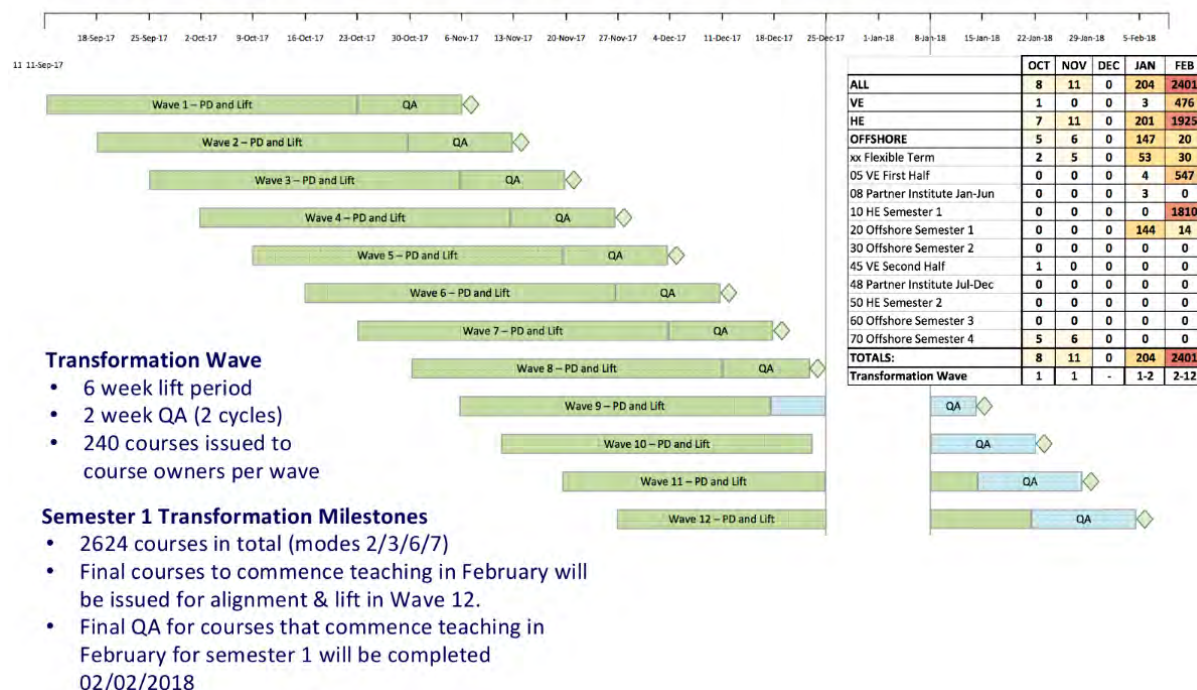 18-Sep-17 25-Sep-17 2-Oct-17 9-Oct-17 16-Oct-17 23-Oct-17 30-Oct-17 6-Nov-17 13-Nov-17 20-Nov-17 27-Nov-17 4-Dec-17 11-Dec-17 18-Dec-17 25-Dec-17 1-Jan-18 8-Jan-18 15-Jan-18 22-Jan-18 29-Jan-18 5-Feb-18
11 11-Sep-17
OCT NOV DEC JAN FEB
ALL 8 11 0 204 2401
VE 1 0 0 3 476
HE 7 11 0 201 1925
OFFSHORE 5 6 0 147 20
xx Flexible Term 2 5 0 53 30
05 VE First Half 0 0 0 4 547
08 Partner Institute Jan-Jun 0 0 0 3 0
10 HE Semester 1 0 0 0 0 1810
20 Offshore Semester 1 0 0 0 144 14
30 Offshore Semester 2 0 0 0 0 0
45 VE Second Half 1 0 0 0 0
48 Partner Institute Jul-Dec 0 0 0 0 0
50 HE Semester 2 0 0 0 0 0
60 Offshore Semester 3 0 0 0 0 0
70 Offshore Semester 4 5 6 0 0 0
TOTALS: 8 11 0 204 2401
Transformation Wave 1 1 - 1-2 2-12
Wave 1 – PD and Lift QA
Wave 2 – PD and Lift QA
Wave 3 – PD and Lift QA
Wave 4 – PD and Lift QA
Wave 5 – PD and Lift QA
Wave 6 – PD and Lift QA
Wave 7 – PD and Lift QA
Wave 8 – PD and Lift QA
Wave 9 – PD and Lift QA
Wave 10 – PD and Lift QA
Wave 11 – PD and Lift QA
Wave 12 – PD and Lift QA
Transformation Wave
• 6 week lift period
• 2 week QA (2 cycles)
• 240 courses issued to
course owners per wave
Semester 1 Transformation Milestones
• 2624 courses in total (modes 2/3/6/7)
• Final courses to commence teaching in February will
be issued for alignment & lift in Wave 12.
• Final QA for courses that commence teaching in
February for semester 1 will be completed
02/02/2018